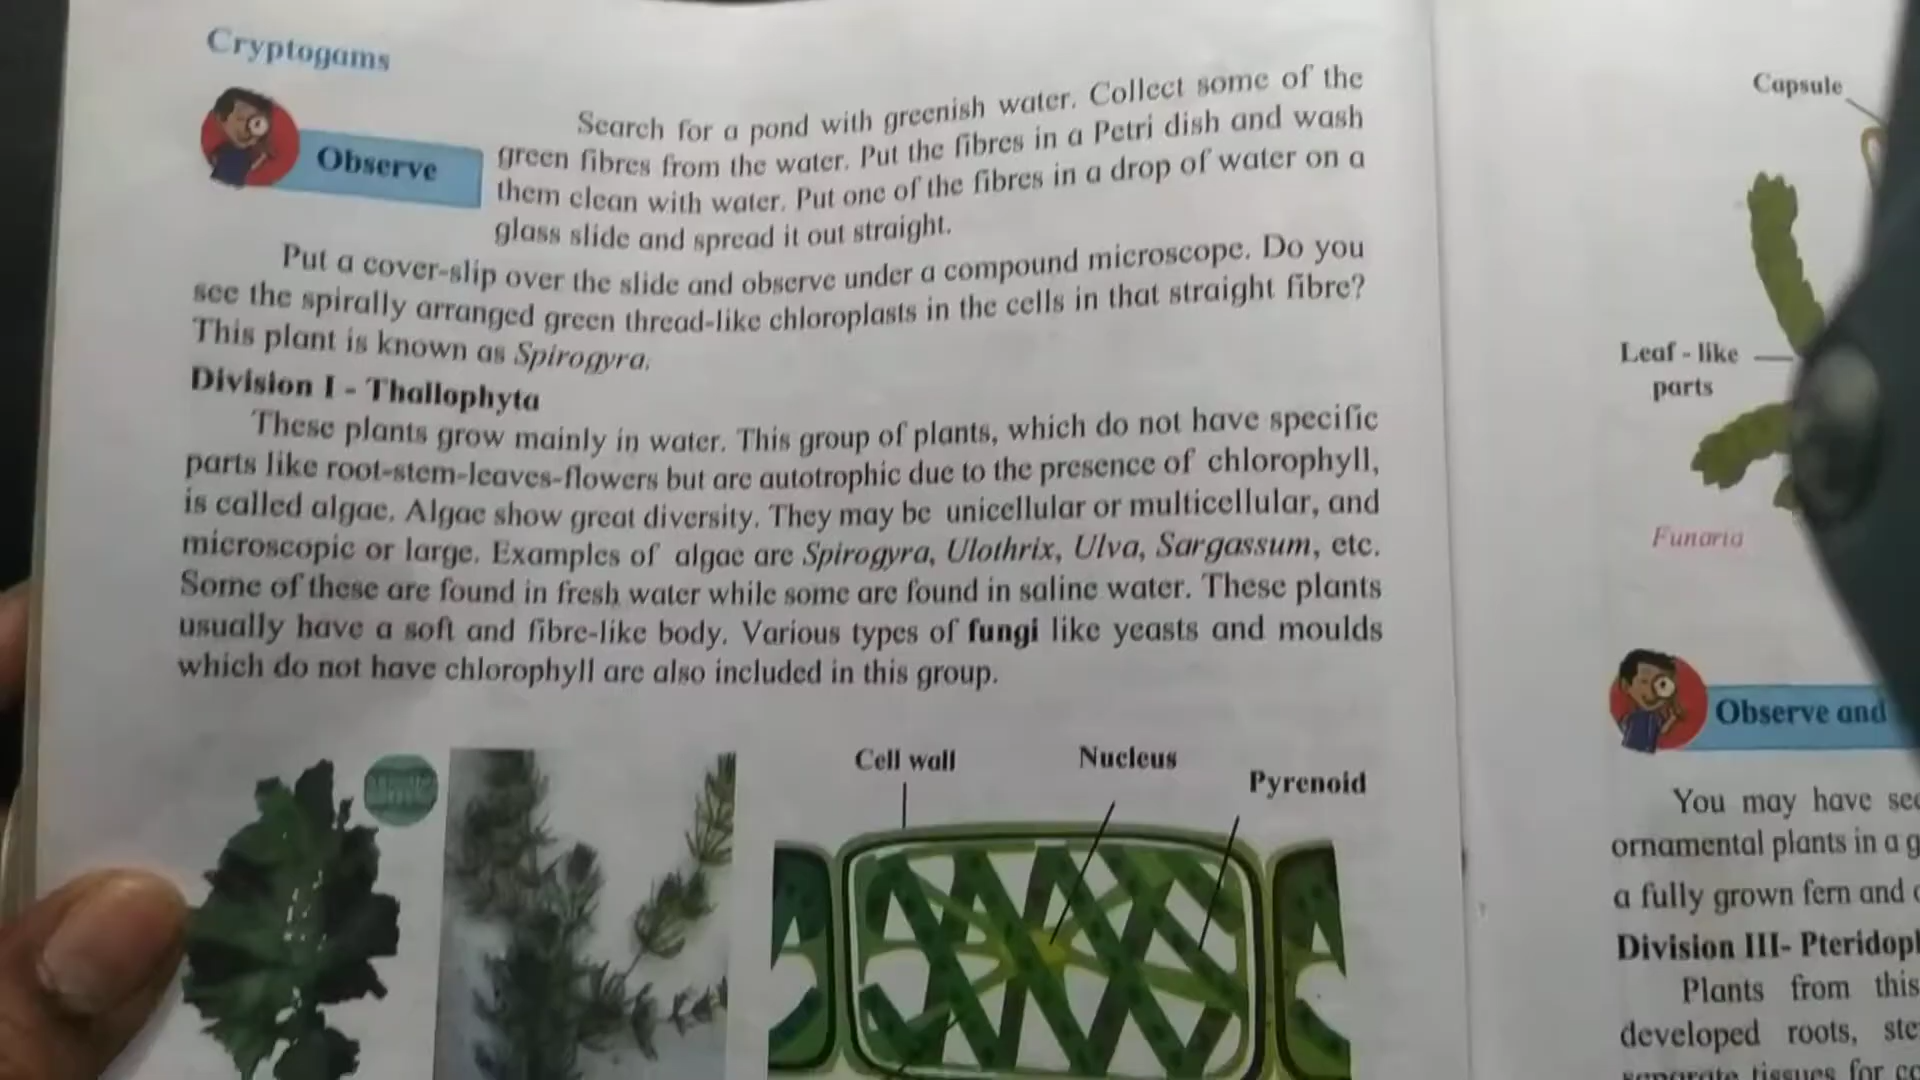 Cryptogams
Observe
Search for a pond with greenish water. Collect some of the
green fibres from the water. Put the fibres in a Petri dish and wash
them clean with water. Put one of the fibres in a drop of water on a
glass slide and spread it out straight.
Put a cover-slip over the slide and observe under a compound microscope. Do you
see the spirally arranged green thread-like chloroplasts in the cells in that straight fibre?
This plant is known as Spirogyra.
Division I - Thallophyta
These plants grow mainly in water. This group of plants, which do not have specific
parts like root-stem-leaves-flowers but are autotrophic due to the presence of chlorophyll,
is called algae. Algae show great diversity. They may be unicellular or multicellular, and
microscopic or large. Examples of algae are Spirogyra, Ulothrix, Ulva, Sargassum, etc.
Some of these are found in fresh water while some are found in saline water. These plants
usually have a soft and fibre-like body. Various types of fungi like yeasts and moulds
which do not have chlorophyll are also included in this group.
Cell wall
Nucleus
Pyrenoid
Capsule
Leaf - like
parts
Funaria
Observe and
You may have
ornamental plants in a
a fully grown fern and
Division III-
Plants from this
developed roots,
separate tissues for